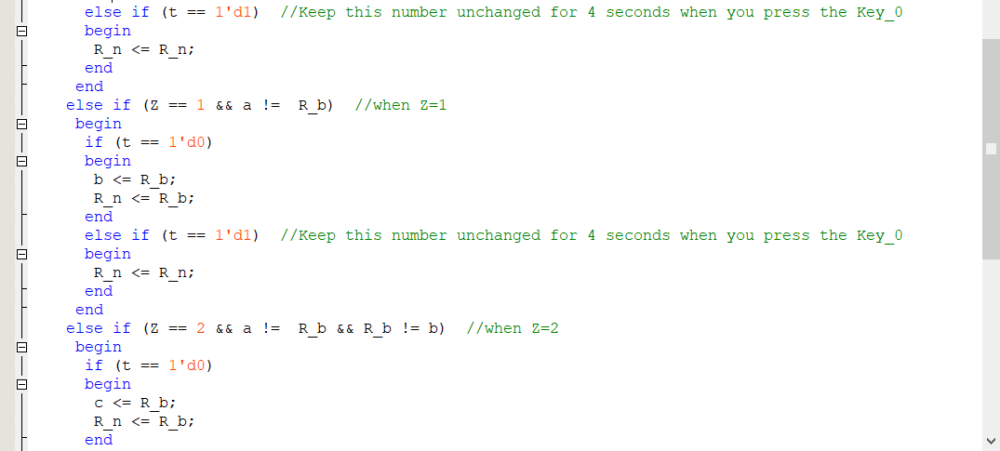 else if (t == 1'd1)  //Keep this number unchanged for 4 seconds when you press the Key_0
begin
R_n <= R_n;
end
end
else if (Z == 1 && a !=  R_b)  //when Z=1
begin
if (t == 1'd0)
begin
b <= R_b;
R_n <= R_b;
end
else if (t == 1'd1)  //Keep this number unchanged for 4 seconds when you press the Key_0
begin
R_n <= R_n;
end
end
else if (Z == 2 && a !=  R_b && R_b != b)  //when Z=2
begin
if (t == 1'd0)
begin
c <= R_b;
R_n <= R_b;
end